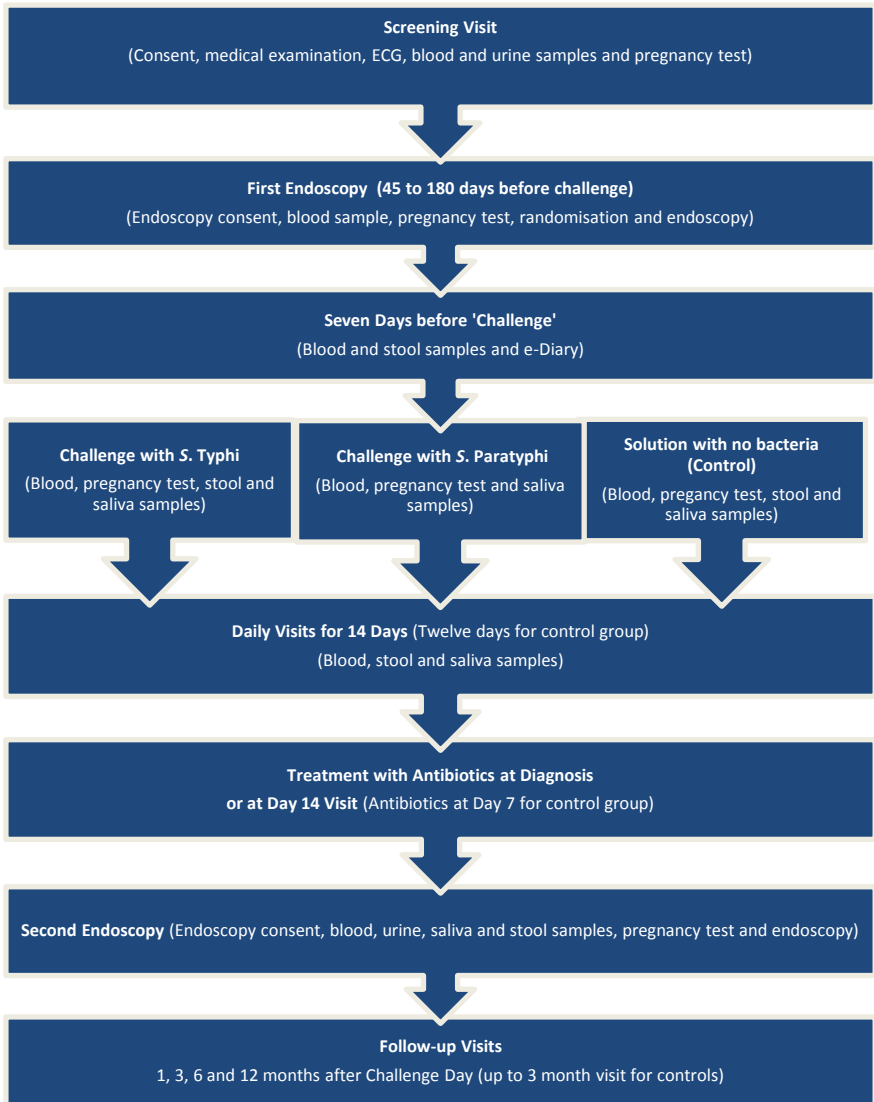 Screening Visit
(Consent, medical examination, ECG, blood and urine samples and pregnancy test)
First Endoscopy (45 to 180 days before challenge)
(Endoscopy consent, blood sample, pregnancy test, randomisation and endoscopy)
Seven Days before 'Challenge'
(Blood and stool samples and e-Diary)
Challenge with S. Typhi
(Blood, pregnancy test, stool and
saliva samples)
Challenge with S. Paratyphi
(Blood, pregnancy test and saliva
samples)
Solution with no bacteria
(Control)
(Blood, pregancy test, stool and
saliva samples)
Daily Visits for 14 Days (Twelve days for control group)
(Blood, stool and saliva samples)
Treatment with Antibiotics at Diagnosis
or at Day 14 Visit (Antibiotics at Day 7 for control group)
Second Endoscopy (Endoscopy consent, blood, urine, saliva and stool samples, pregnancy test and endoscopy)
Follow-up Visits
1, 3, 6 and 12 months after Challenge Day (up to 3 month visit for controls)